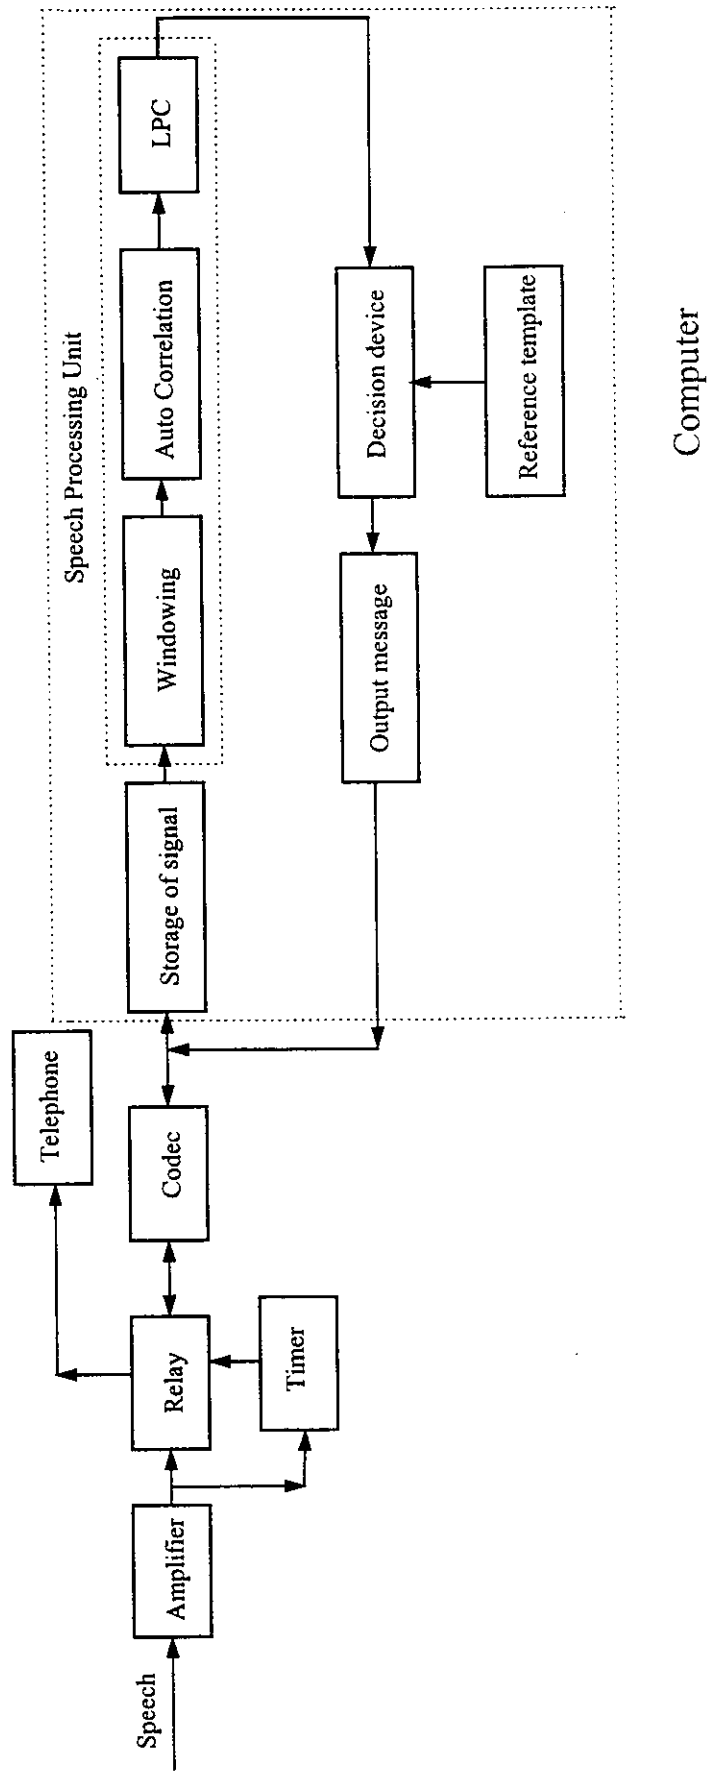 Speech
Amplifier
Relay
Timer
Telephone
Codec
Storage of signal
Speech Processing Unit
Windowing
Auto Correlation
LPC
Decision device
Reference template
Output message
Computer